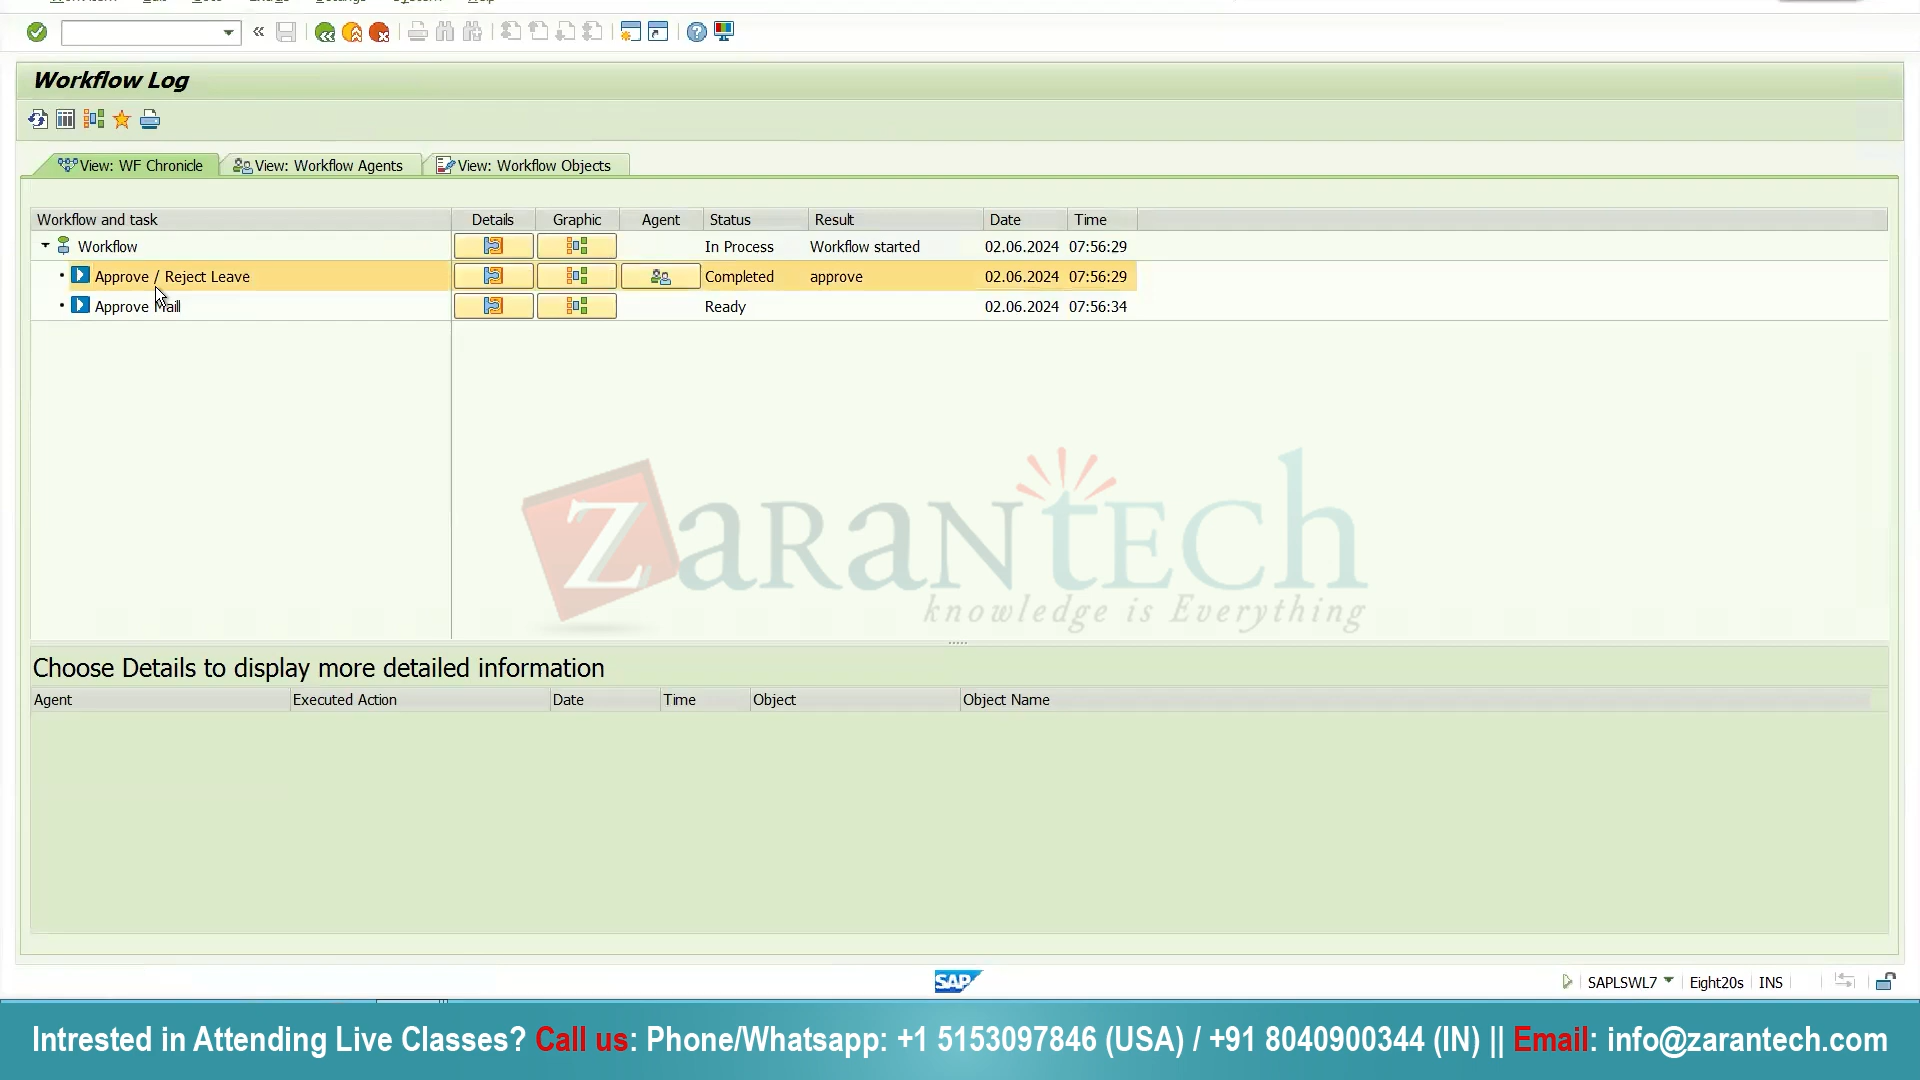 Workflow Log
View: WF Chronicle View: Workflow Agents View: Workflow Objects
Workflow and task Details Graphic Agent Status Result Date Time
Workflow In Process Workflow started 02.06.2024 07:56:29
Approve / Reject Leave Completed approve 02.06.2024 07:56:29
Approve Mail Ready 02.06.2024 07:56:34
ZaranTech
knowledge is Everything
Choose Details to display more detailed information
Agent Executed Action Date Time Object Object Name
SAP SAPLSWL7 Eight20s INS
Intrested in Attending Live Classes? Call us: Phone/Whatsapp: +1 5153097846 (USA) / +91 8040900344 (IN) || Email: info@zarantech.com